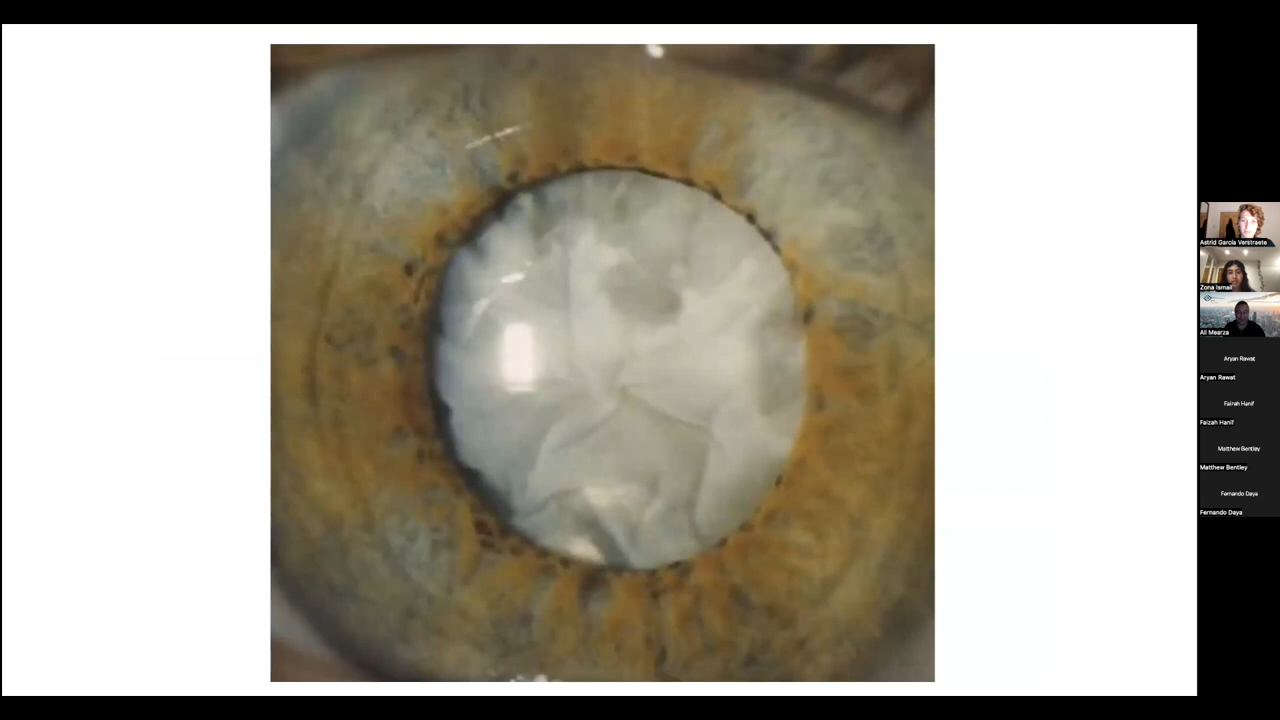 Astrid García Verstraete
Zona Ismail
Ali Mearza
Aryan Rawat
Aryan Rawat
Faizah Hanif
Faizah Hanif
Matthew Bentley
Matthew Bentley
Fernando Daya
Fernando Daya